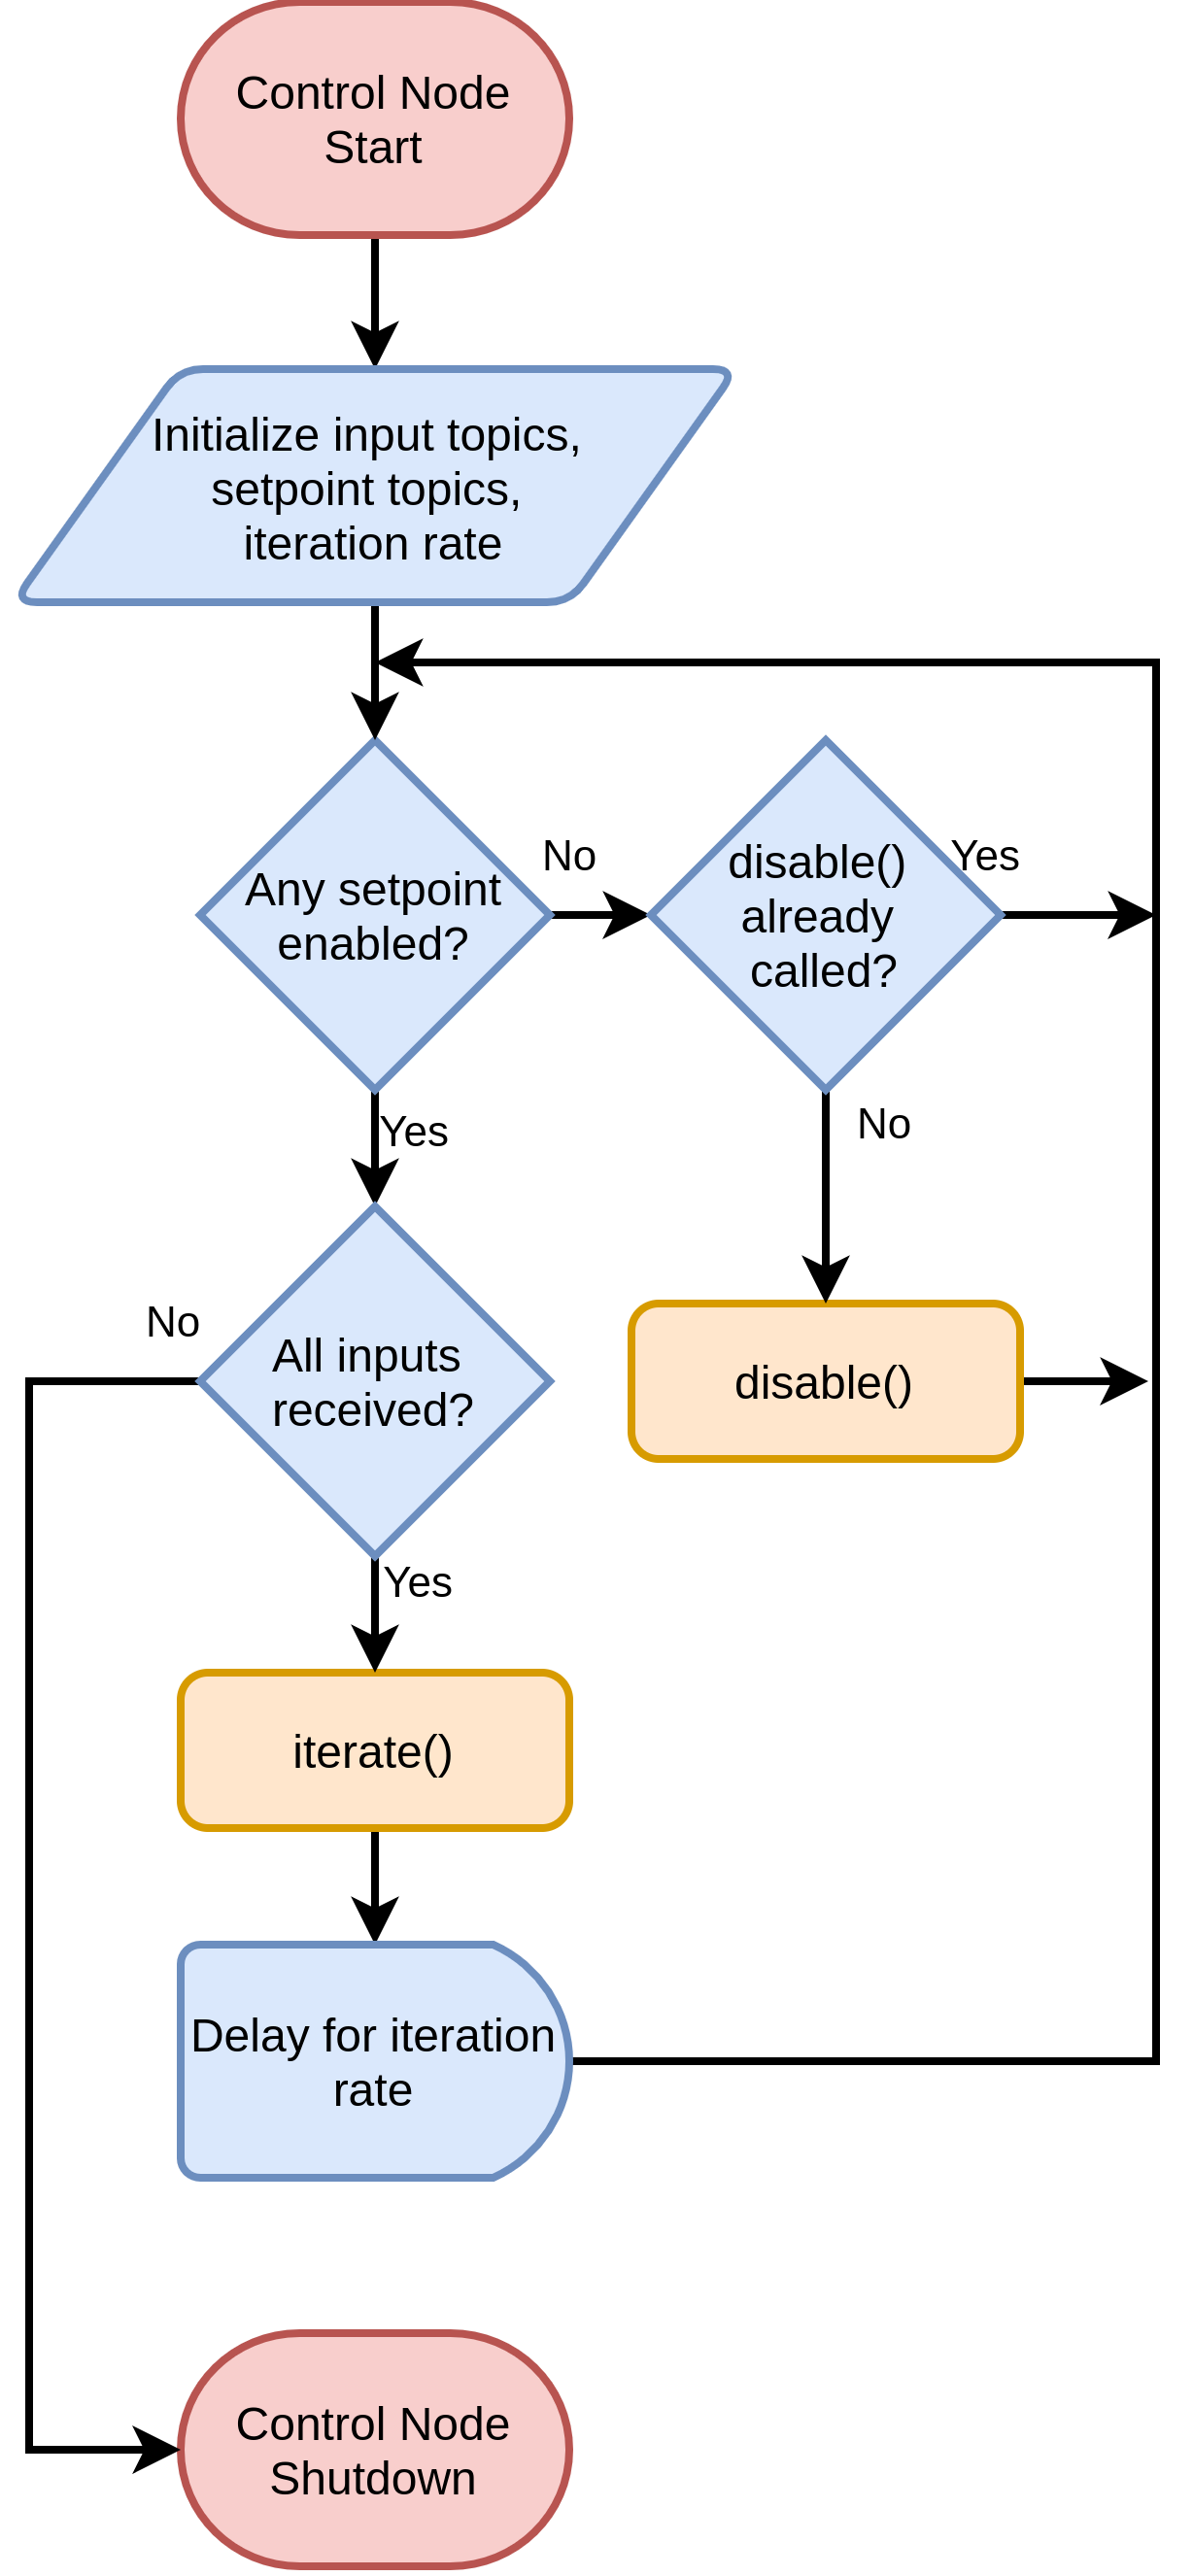 Control Node
Start
Initialize input topics,
setpoint topics,
iteration rate
Any setpoint
enabled?
No
disable()
already
called?
Yes
Yes
No
No
All inputs
received?
disable()
Yes
iterate()
Delay for iteration
rate
Control Node
Shutdown